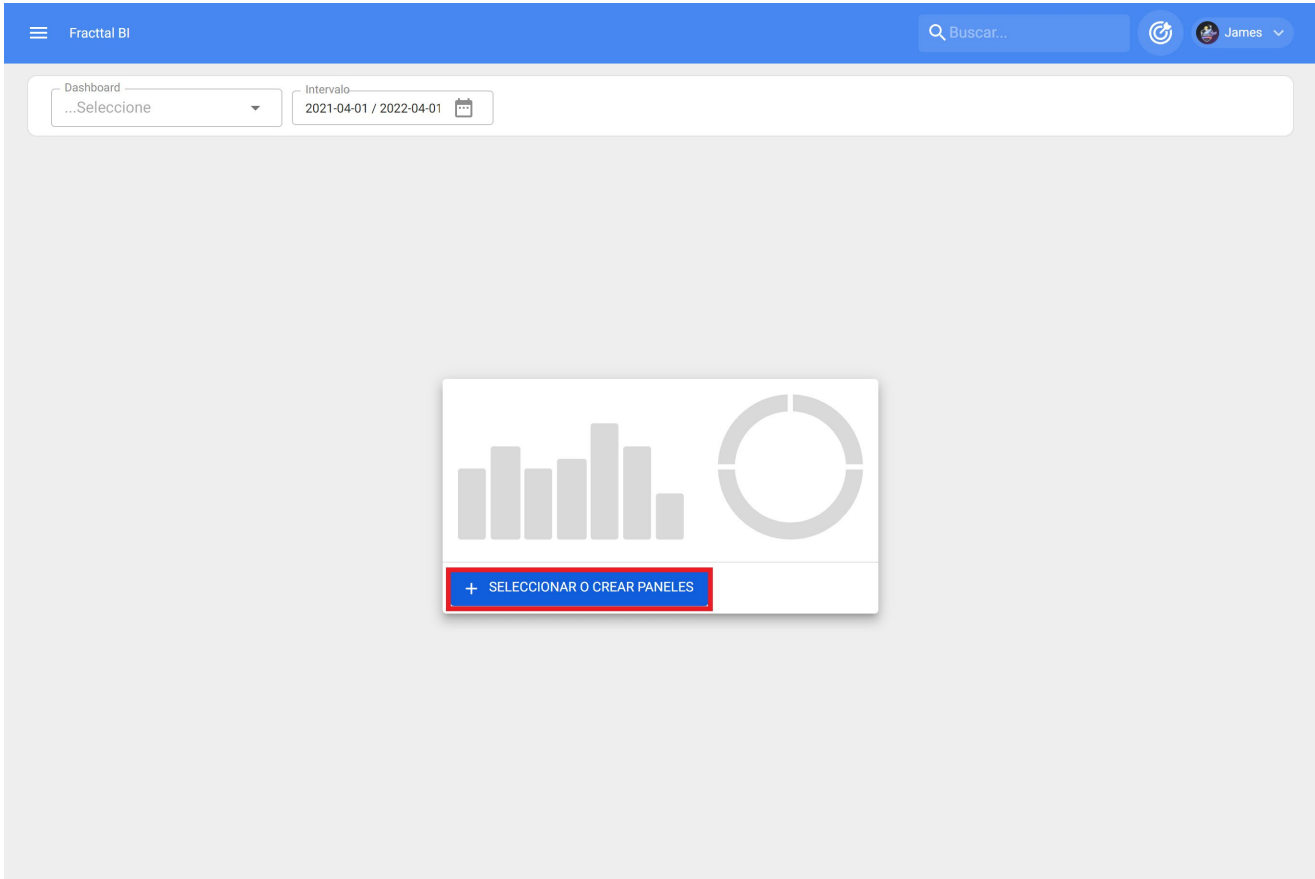 Fracttal BI
Buscar...
James
Dashboard
...Seleccione
Intervalo
2021-04-01 / 2022-04-01
+ SELECCIONAR O CREAR PANELES